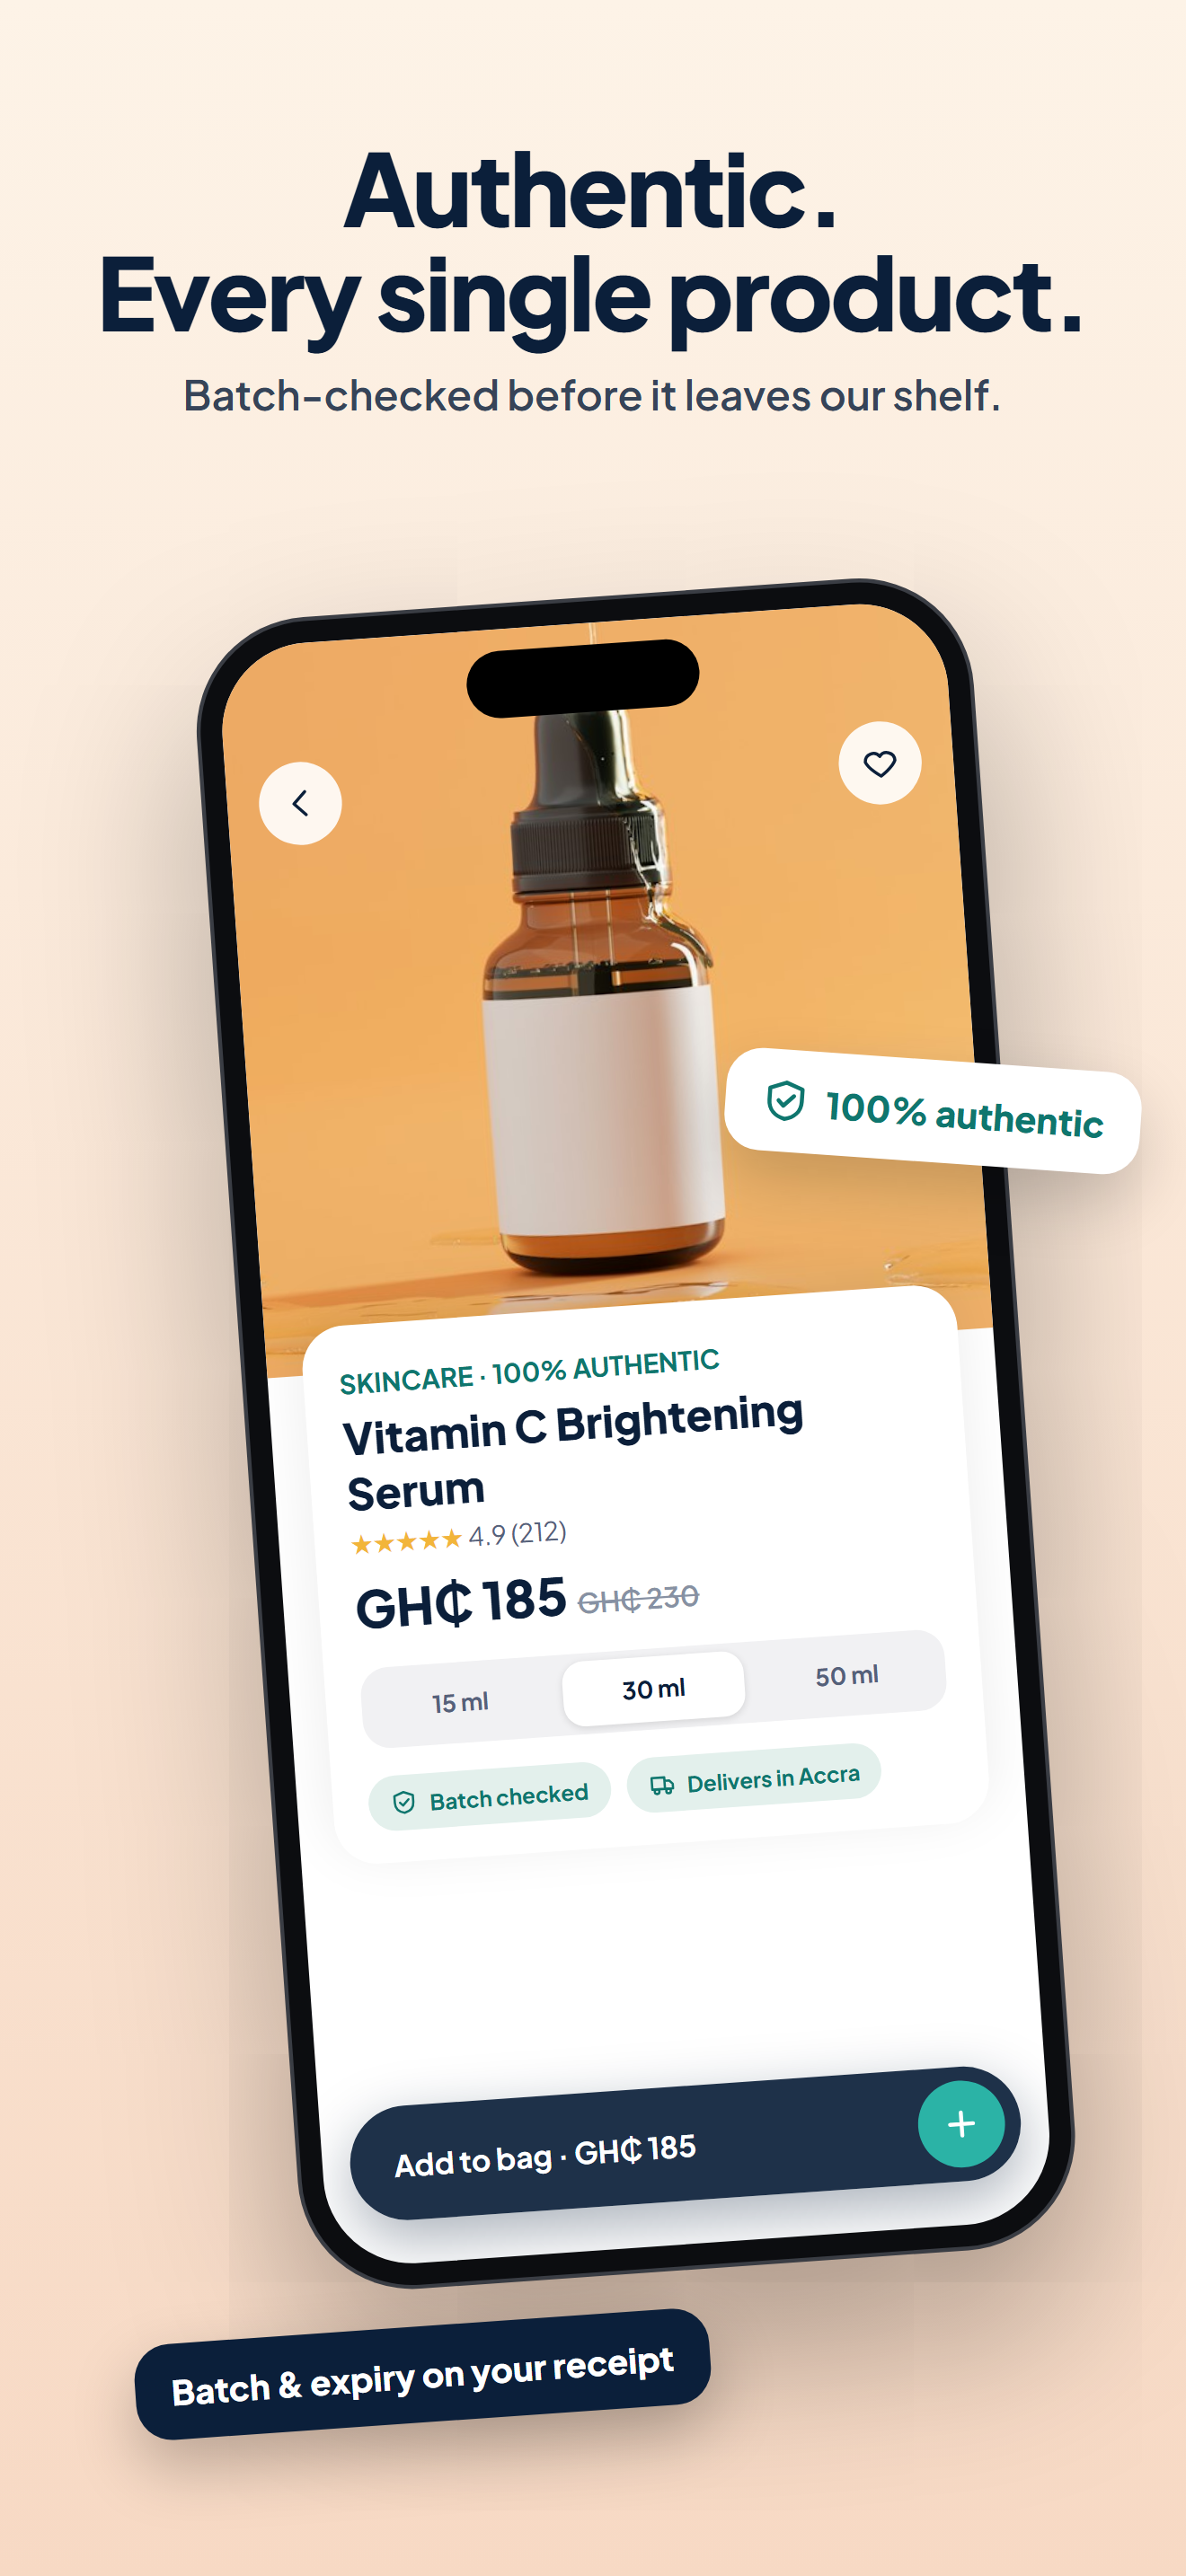 Authentic.
Every single product.
Batch-checked before it leaves our shelf.
100% authentic
SKINCARE · 100% AUTHENTIC
Vitamin C Brightening
Serum
★★★★★ 4.9 (212)
GH₵ 185 GH₵ 230
15 ml 30 ml 50 ml
Batch checked Delivers in Accra
Add to bag · GH₵ 185
Batch & expiry on your receipt